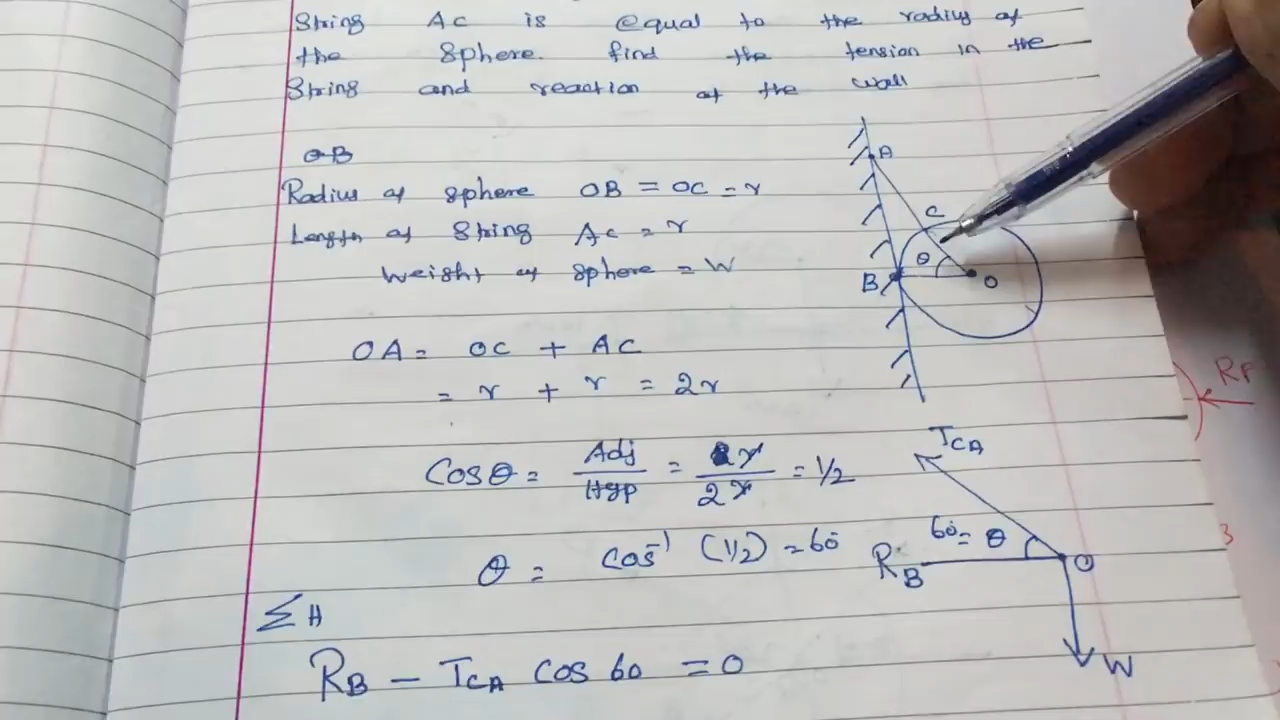 String AC is equal to the radius of
the sphere. find the tension in the
string and reaction at the wall
OB
Radius of sphere OB = OC = r
Length of string AC = r
Weight of sphere = W
A
C
θ
B
O
OA = OC + AC
= r + r = 2r
RP
TCA
Cosθ = Adj/Hyp = r/2r = 1/2
θ = cos⁻¹ (1/2) = 60°
60° = θ
RB
O
3
ΣH
RB - TCA cos 60 = 0
W